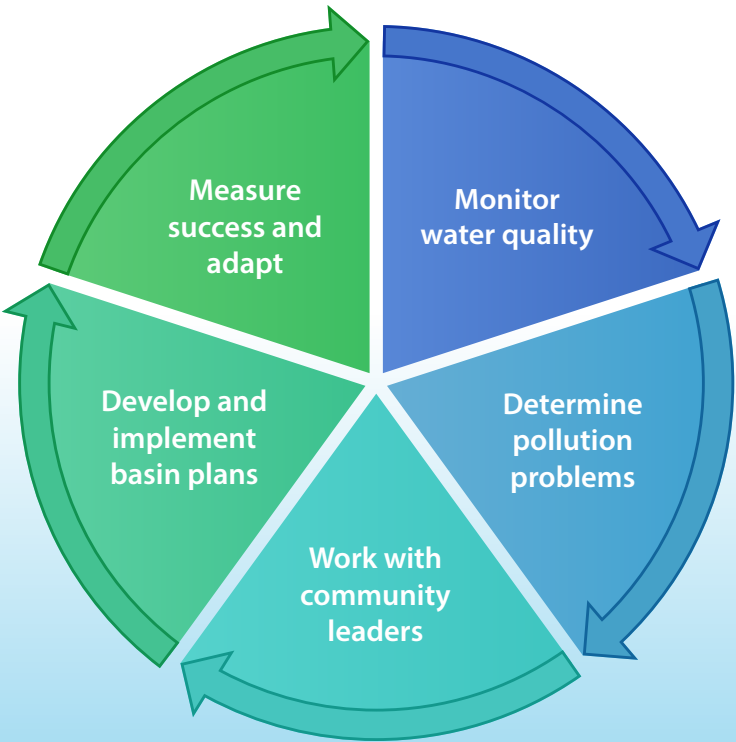 Monitor
water quality
Determine
pollution
problems
Work with
community
leaders
Develop and
implement
basin plans
Measure
success and
adapt